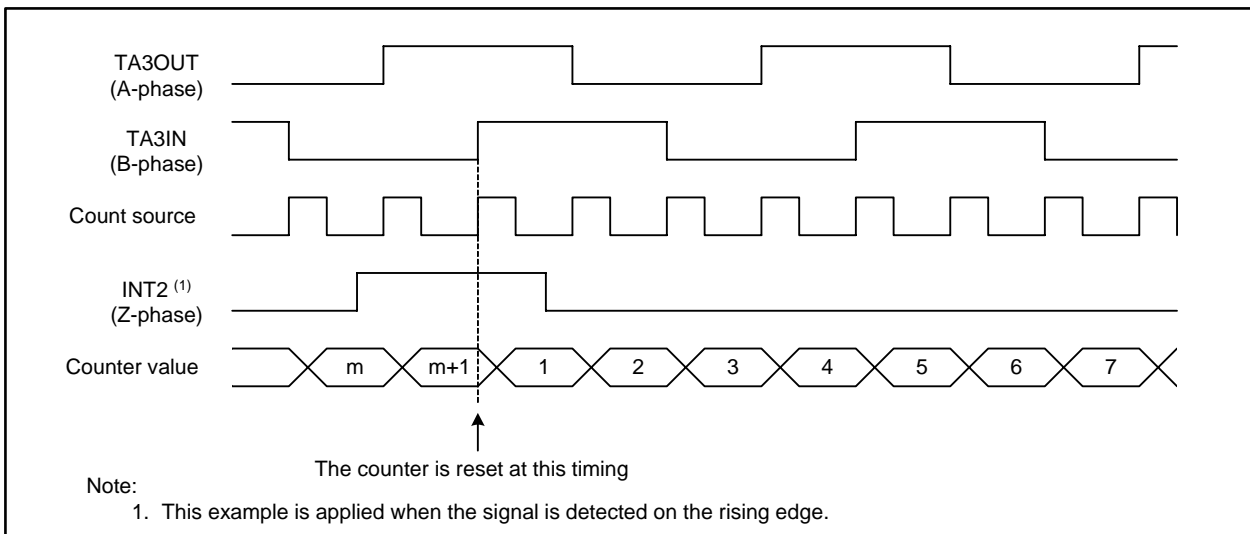 TA3OUT
(A-phase)
TA3IN
(B-phase)
Count source
INT2 (1)
(Z-phase)
Counter value
m m+1 1 2 3 4 5 6 7
The counter is reset at this timing
Note:
1. This example is applied when the signal is detected on the rising edge.